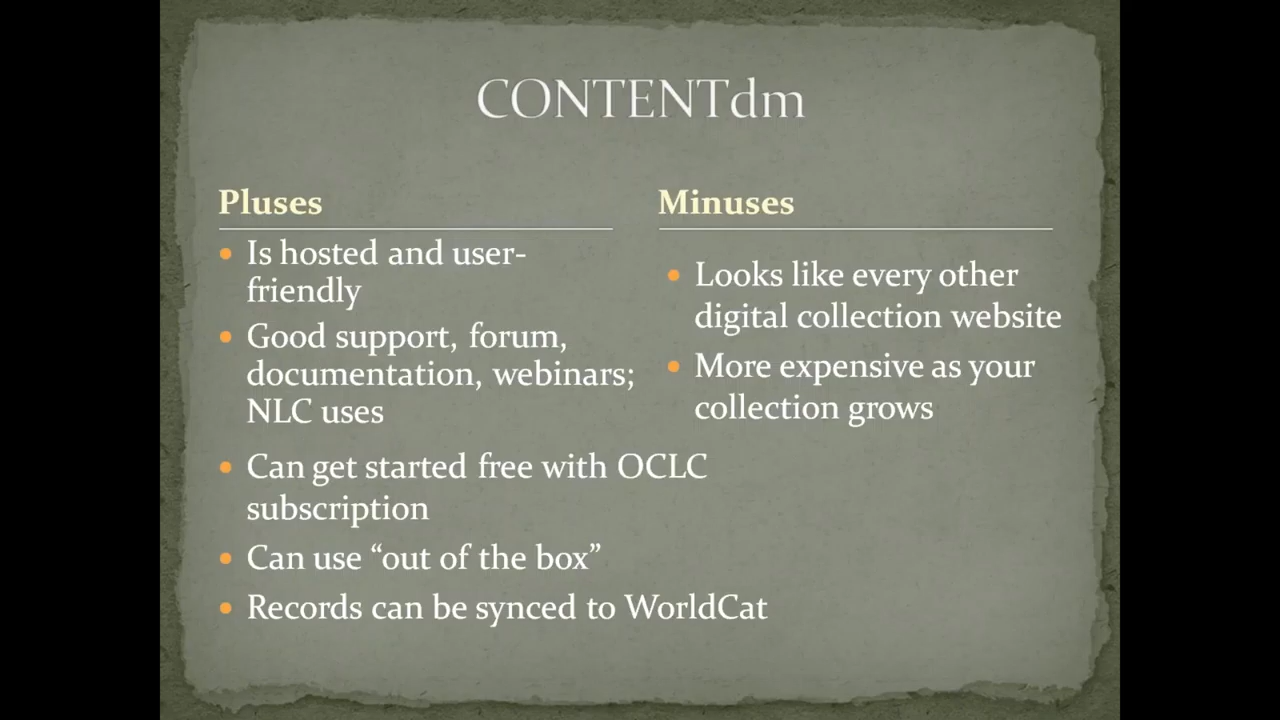 CONTENTdm
Pluses
• Is hosted and user-
friendly
• Good support, forum,
documentation, webinars;
NLC uses
• Can get started free with OCLC
subscription
• Can use “out of the box”
• Records can be synced to WorldCat
Minuses
• Looks like every other
digital collection website
• More expensive as your
collection grows